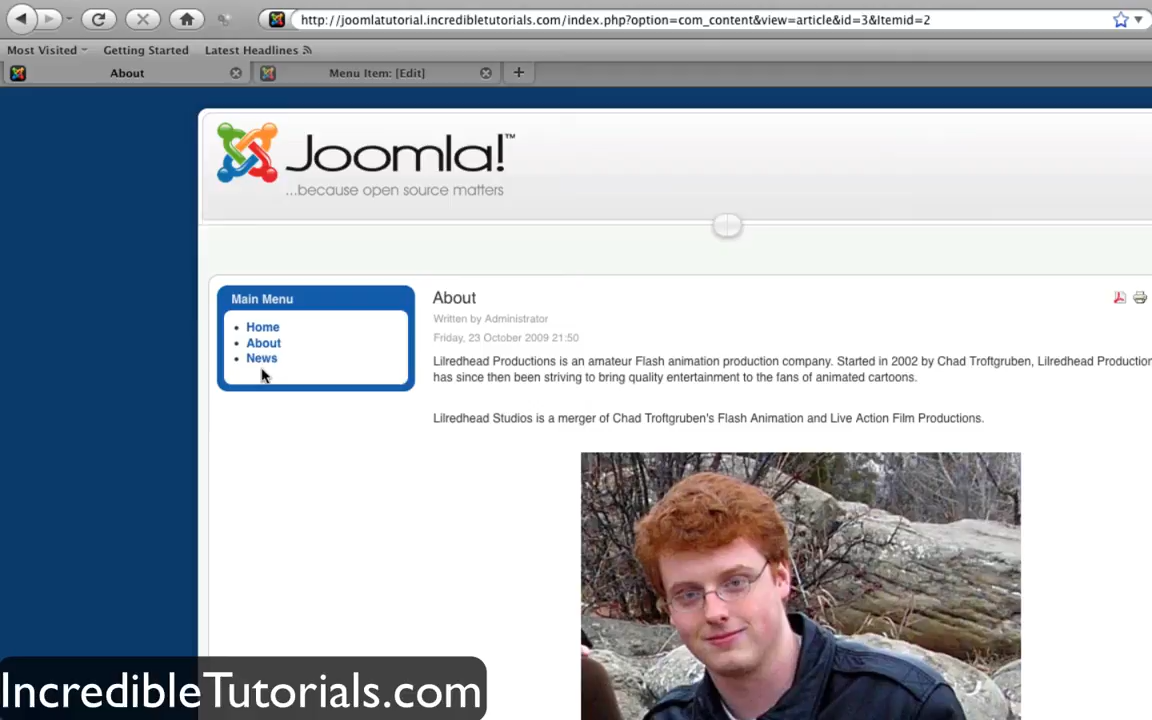 http://joomlatutorial.incredibletutorials.com/index.php?option=com_content&view=article&id=3&Itemid=2
Most Visited Getting Started Latest Headlines
About Menu Item: [Edit]
Joomla!™
...because open source matters
Main Menu
Home
About
News
About
Written by Administrator
Friday, 23 October 2009 21:50
Lilredhead Productions is an amateur Flash animation production company. Started in 2002 by Chad Troftgruben, Lilredhead Production
has since then been striving to bring quality entertainment to the fans of animated cartoons.
Lilredhead Studios is a merger of Chad Troftgruben's Flash Animation and Live Action Film Productions.
IncredibleTutorials.com